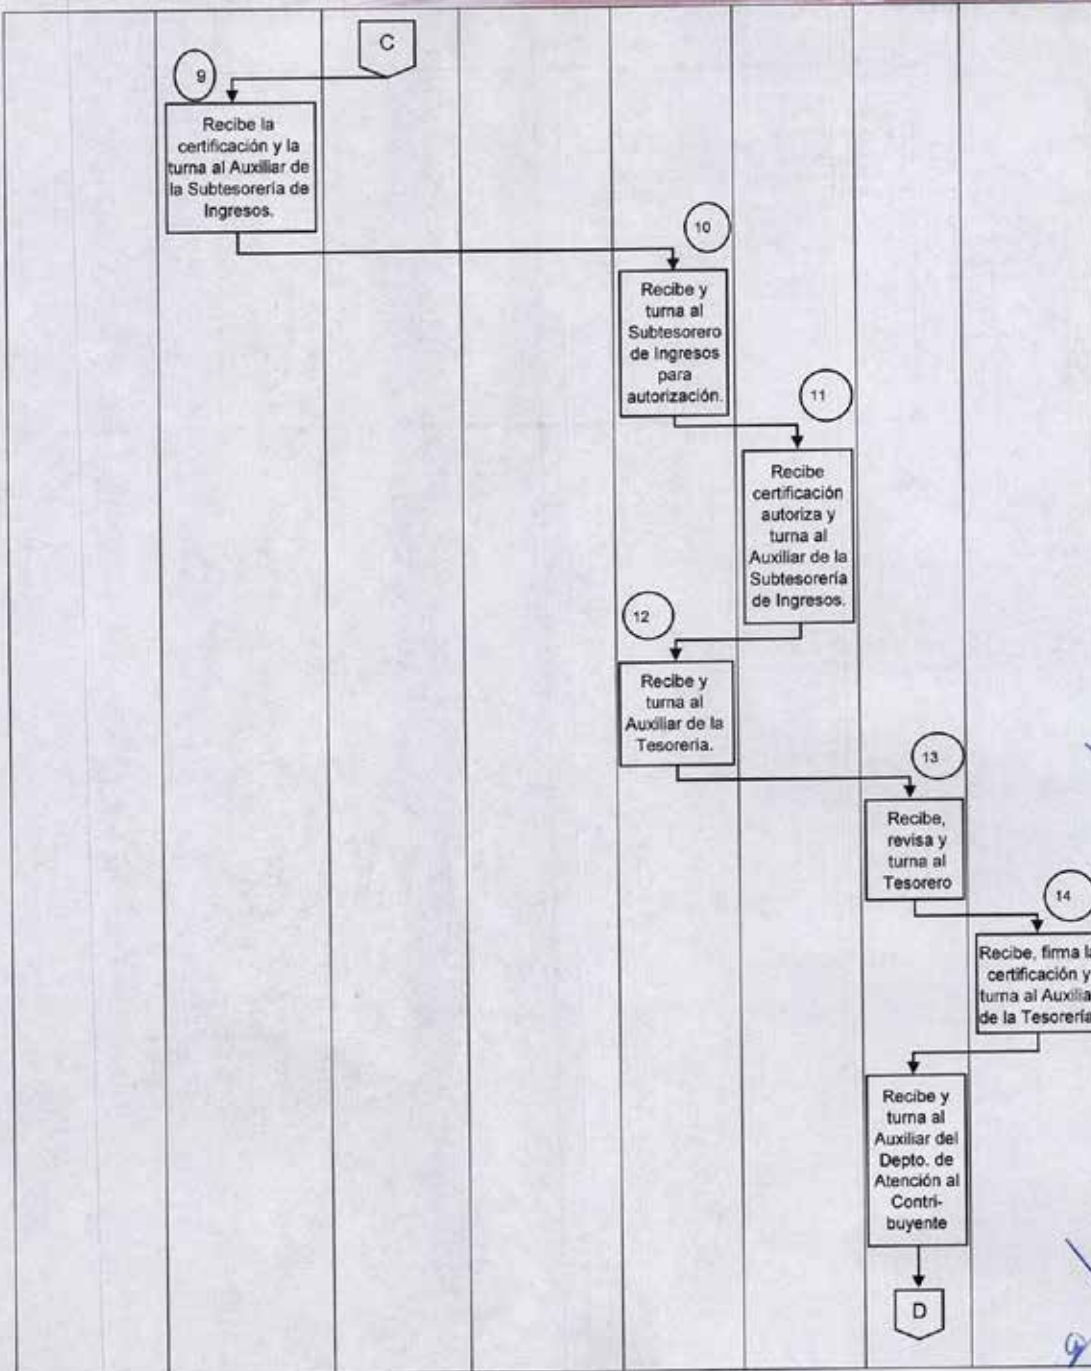 C
9
Recibe la
certificación y la
turna al Auxiliar de
la Subtesorería de
Ingresos.
10
Recibe y
turna al
Subtesorero
de Ingresos
para
autorización.
11
Recibe
certificación
autoriza y
turna al
Auxiliar de la
Subtesorería
de Ingresos.
12
Recibe y
turna al
Auxiliar de la
Tesorería.
13
Recibe,
revisa y
turna al
Tesorero
14
Recibe, firma la
certificación y
turna al Auxilia
de la Tesorería
Recibe y
turna al
Auxiliar del
Depto. de
Atención al
Contri-
buyente
D